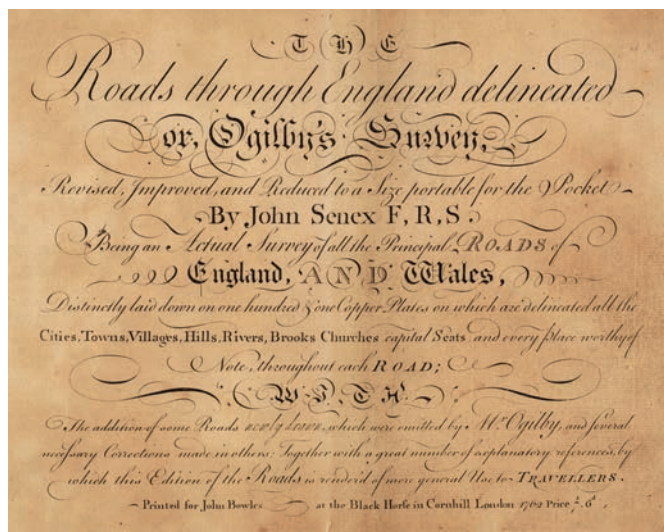 THE
Roads through England delineated
or, Ogilby's Survey,
Revised, Improved, and Reduced to a Size portable for the Pocket
By John Senex F,R,S.
Being an Actual Survey of all the Principal ROADS of
England, AND Wales,
Distinctly laid down on one hundred & one Copper Plates on which are delineated all the
Cities, Towns, Villages, Hills, Rivers, Brooks Churches capital Seats and every place worthy of
Note, throughout each ROAD;
WITH
The addition of some Roads newly drawn, which were omitted by Mr. Ogilby, and several
necessary Corrections made in others: Together with a great number of explanatory references, by
which this Edition of the Roads is render'd of more general Use to TRAVELLERS.
Printed for John Bowles at the Black Horse in Cornhill London 1762 Price